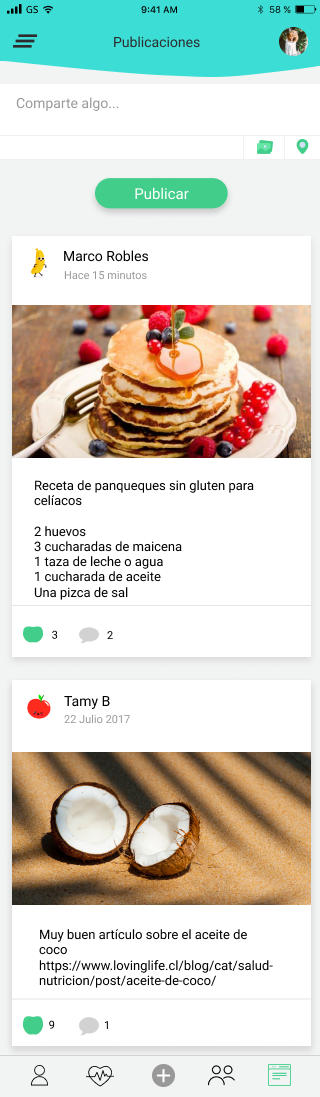 GS 9:41 AM 58 %
Publicaciones
Comparte algo...
Publicar
Marco Robles
Hace 15 minutos
Receta de panqueques sin gluten para
celíacos
2 huevos
3 cucharadas de maicena
1 taza de leche o agua
1 cucharada de aceite
Una pizca de sal
3 2
Tamy B
22 Julio 2017
Muy buen artículo sobre el aceite de
coco
https://www.lovinglife.cl/blog/cat/salud-
nutricion/post/aceite-de-coco/
9 1